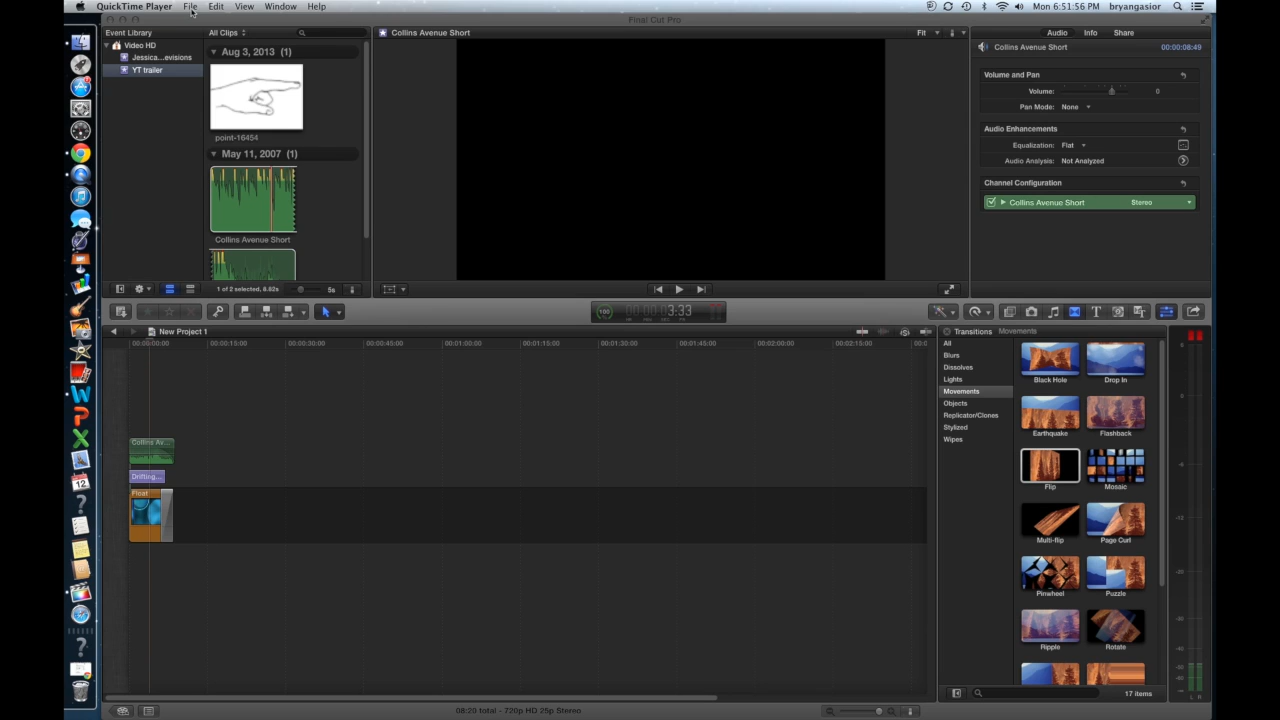 QuickTime Player File Edit View Window Help Mon 6:51:56 PM bryangasior
Final Cut Pro
Event Library All Clips Collins Avenue Short Fit Audio Info Share
Video HD
Jessica...evisions
YT trailer
Aug 3, 2013 (1)
point-16454
May 11, 2007 (1)
Collins Avenue Short
1 of 2 selected, 8.82s 5s
Collins Avenue Short 00:00:08:49
Volume and Pan
Volume: 0
Pan Mode: None
Audio Enhancements
Equalization: Flat
Audio Analysis: Not Analyzed
Channel Configuration
Collins Avenue Short Stereo
100 3:33
New Project 1
00:00:00:00 00:00:15:00 00:00:30:00 00:00:45:00 00:01:00:00 00:01:15:00 00:01:30:00 00:01:45:00 00:02:00:00 00:02:15:00
Collins Av...
Drifting...
Float
Transitions Movements
All
Blurs
Dissolves
Lights
Movements
Objects
Replicator/Clones
Stylized
Wipes
Black Hole Drop In
Earthquake Flashback
Flip Mosaic
Multi-flip Page Curl
Pinwheel Puzzle
Ripple Rotate
17 items
08:20 total - 720p HD 25p Stereo
12
L R